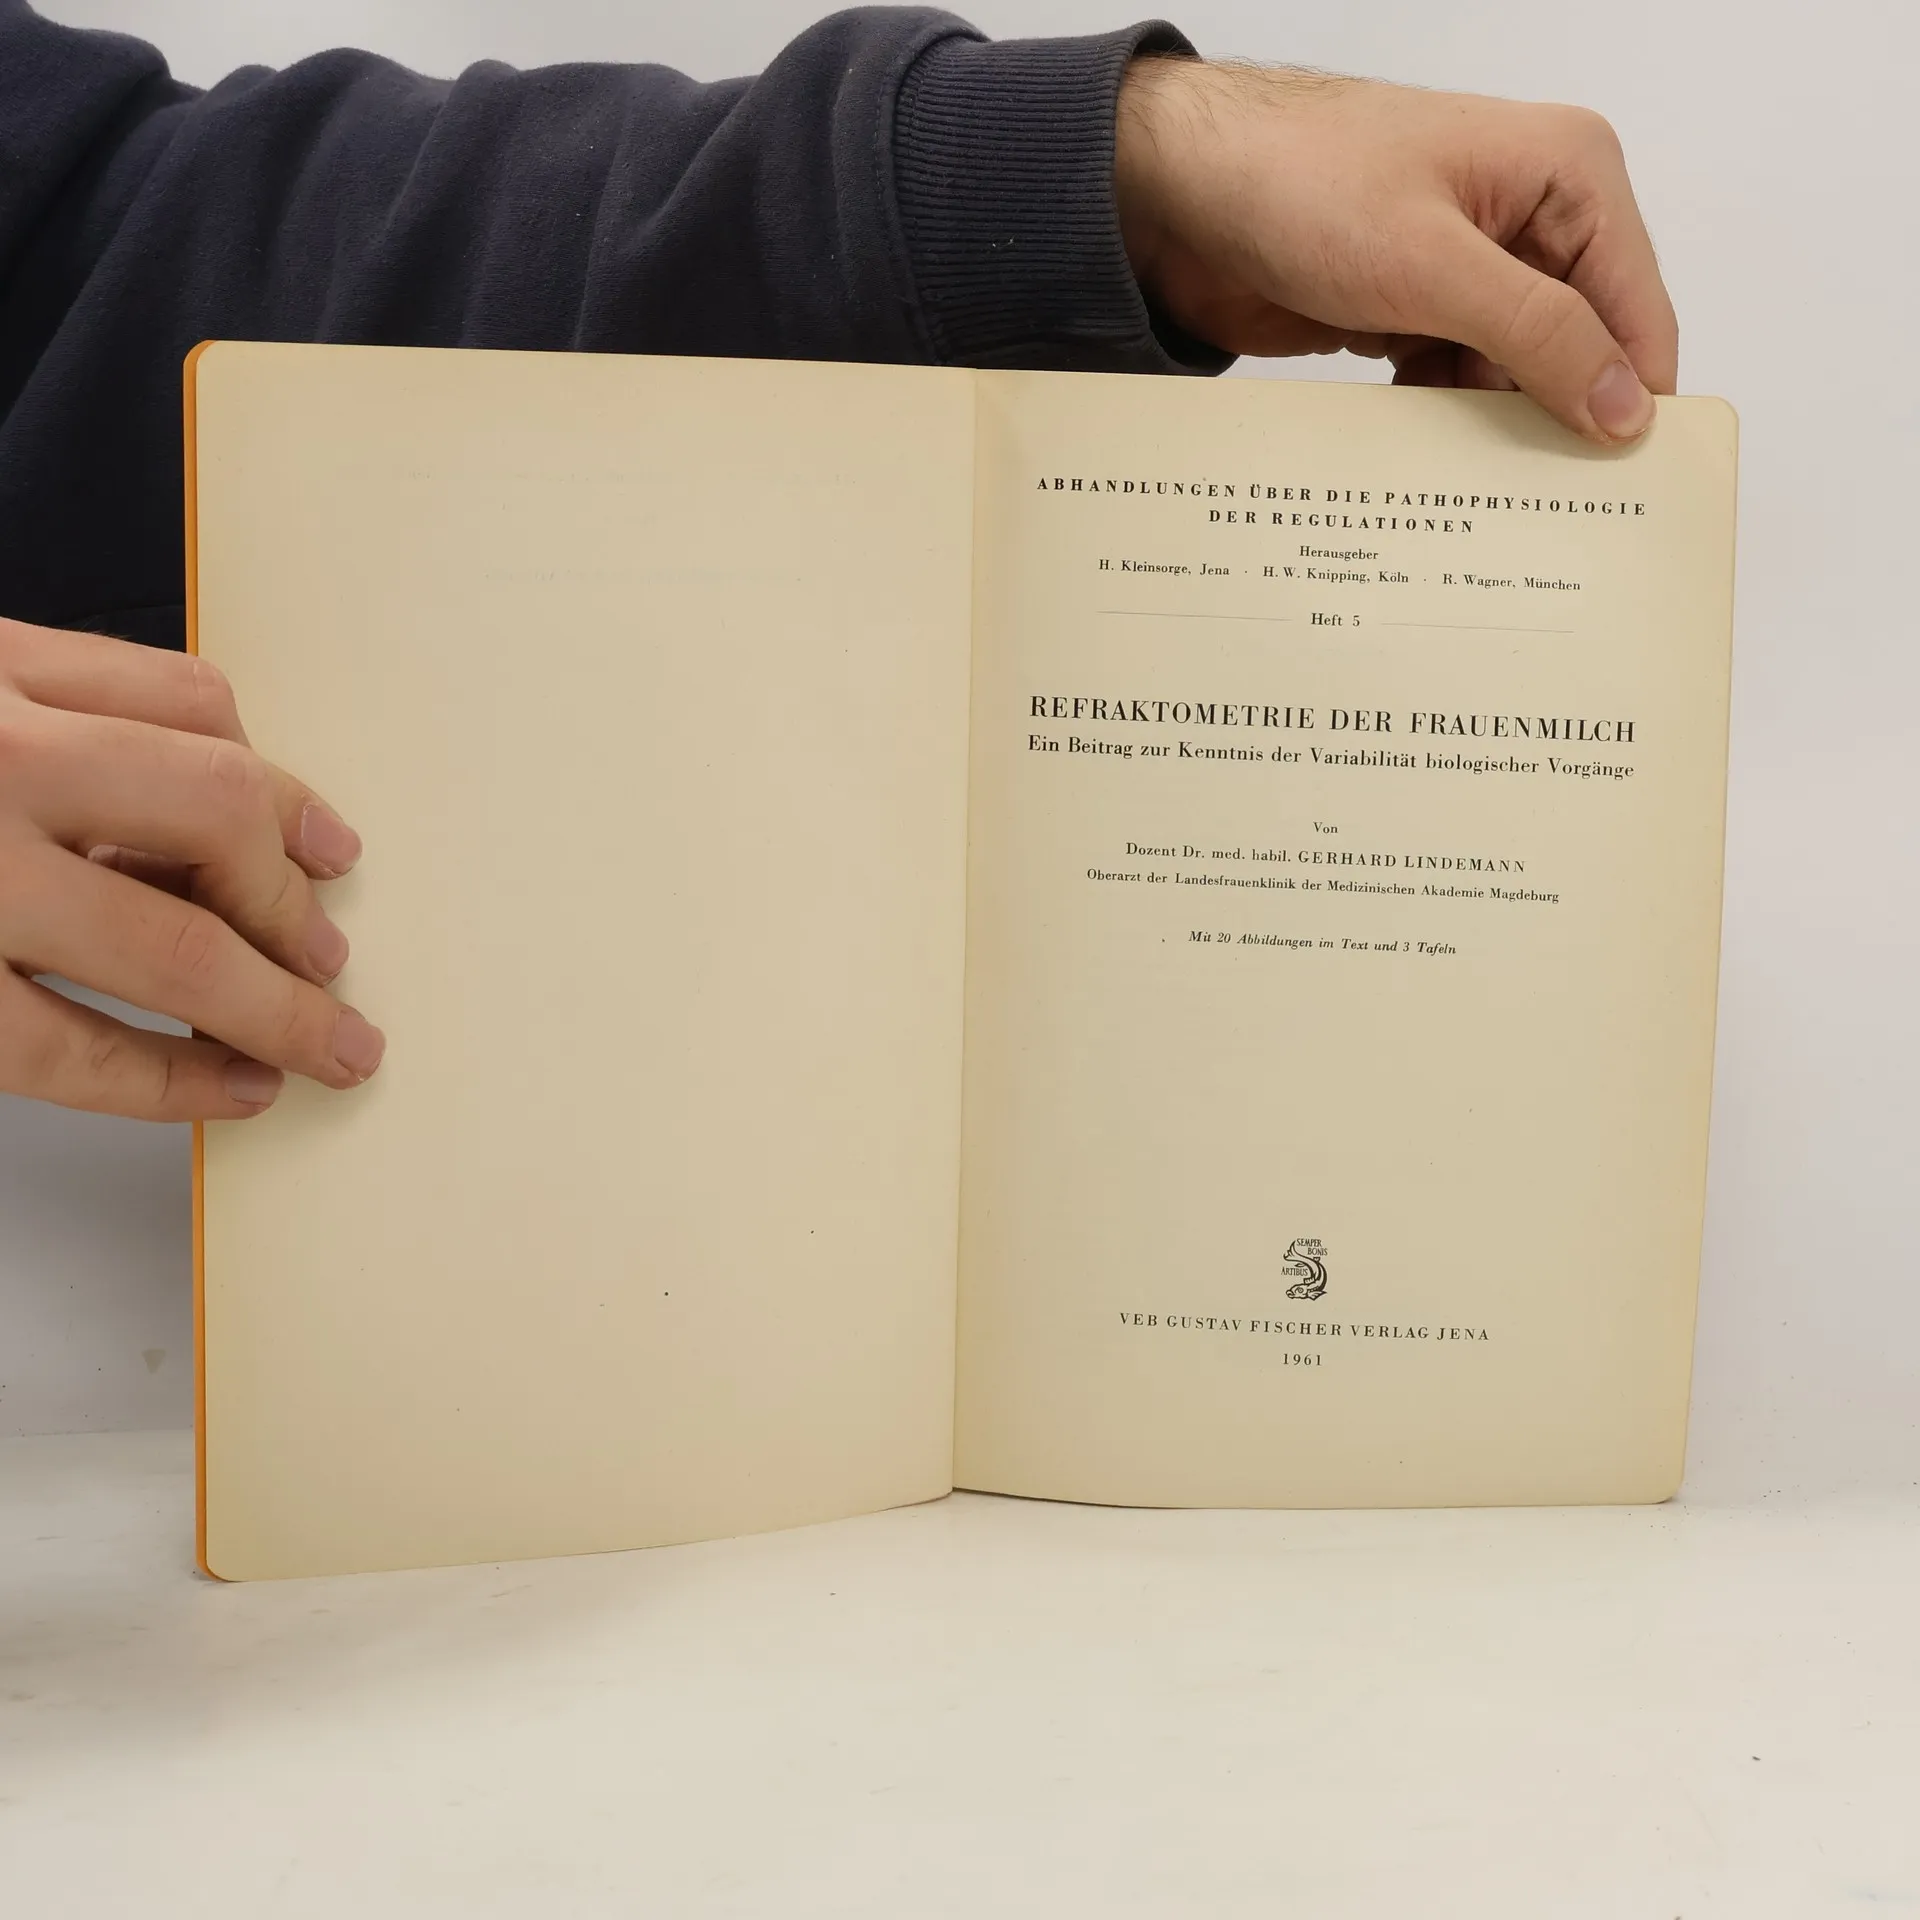 ABHANDLUNGEN ÜBER DIE PATHOPHYSIOLOGIE
DER REGULATIONEN
Herausgeber
H. Kleinsorge, Jena · H. W. Knipping, Köln · R. Wagner, München
Heft 5
REFRAKTOMETRIE DER FRAUENMILCH
Ein Beitrag zur Kenntnis der Variabilität biologischer Vorgänge
Von
Dozent Dr. med. habil. GERHARD LINDEMANN
Oberarzt der Landesfrauenklinik der Medizinischen Akademie Magdeburg
Mit 20 Abbildungen im Text und 3 Tafeln
SEMPER
BONIS
ARTIBUS
VEB GUSTAV FISCHER VERLAG JENA
1961